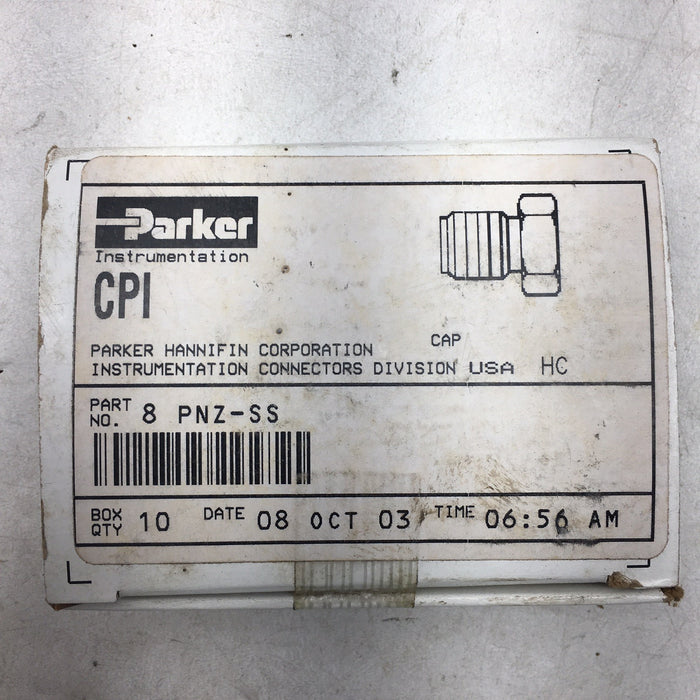 Parker
Instrumentation
CPI
CAP
PARKER HANNIFIN CORPORATION
INSTRUMENTATION CONNECTORS DIVISION USA HC
PART NO. 8 PNZ-SS
BOX QTY 10 DATE 08 OCT 03 TIME 06:56 AM